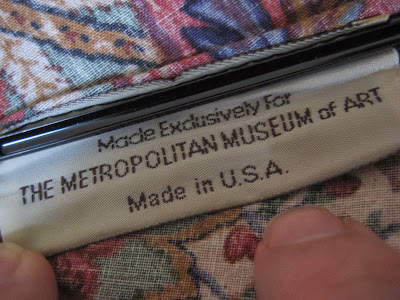 Made Exclusively For
THE METROPOLITAN MUSEUM of ART
Made in U.S.A.